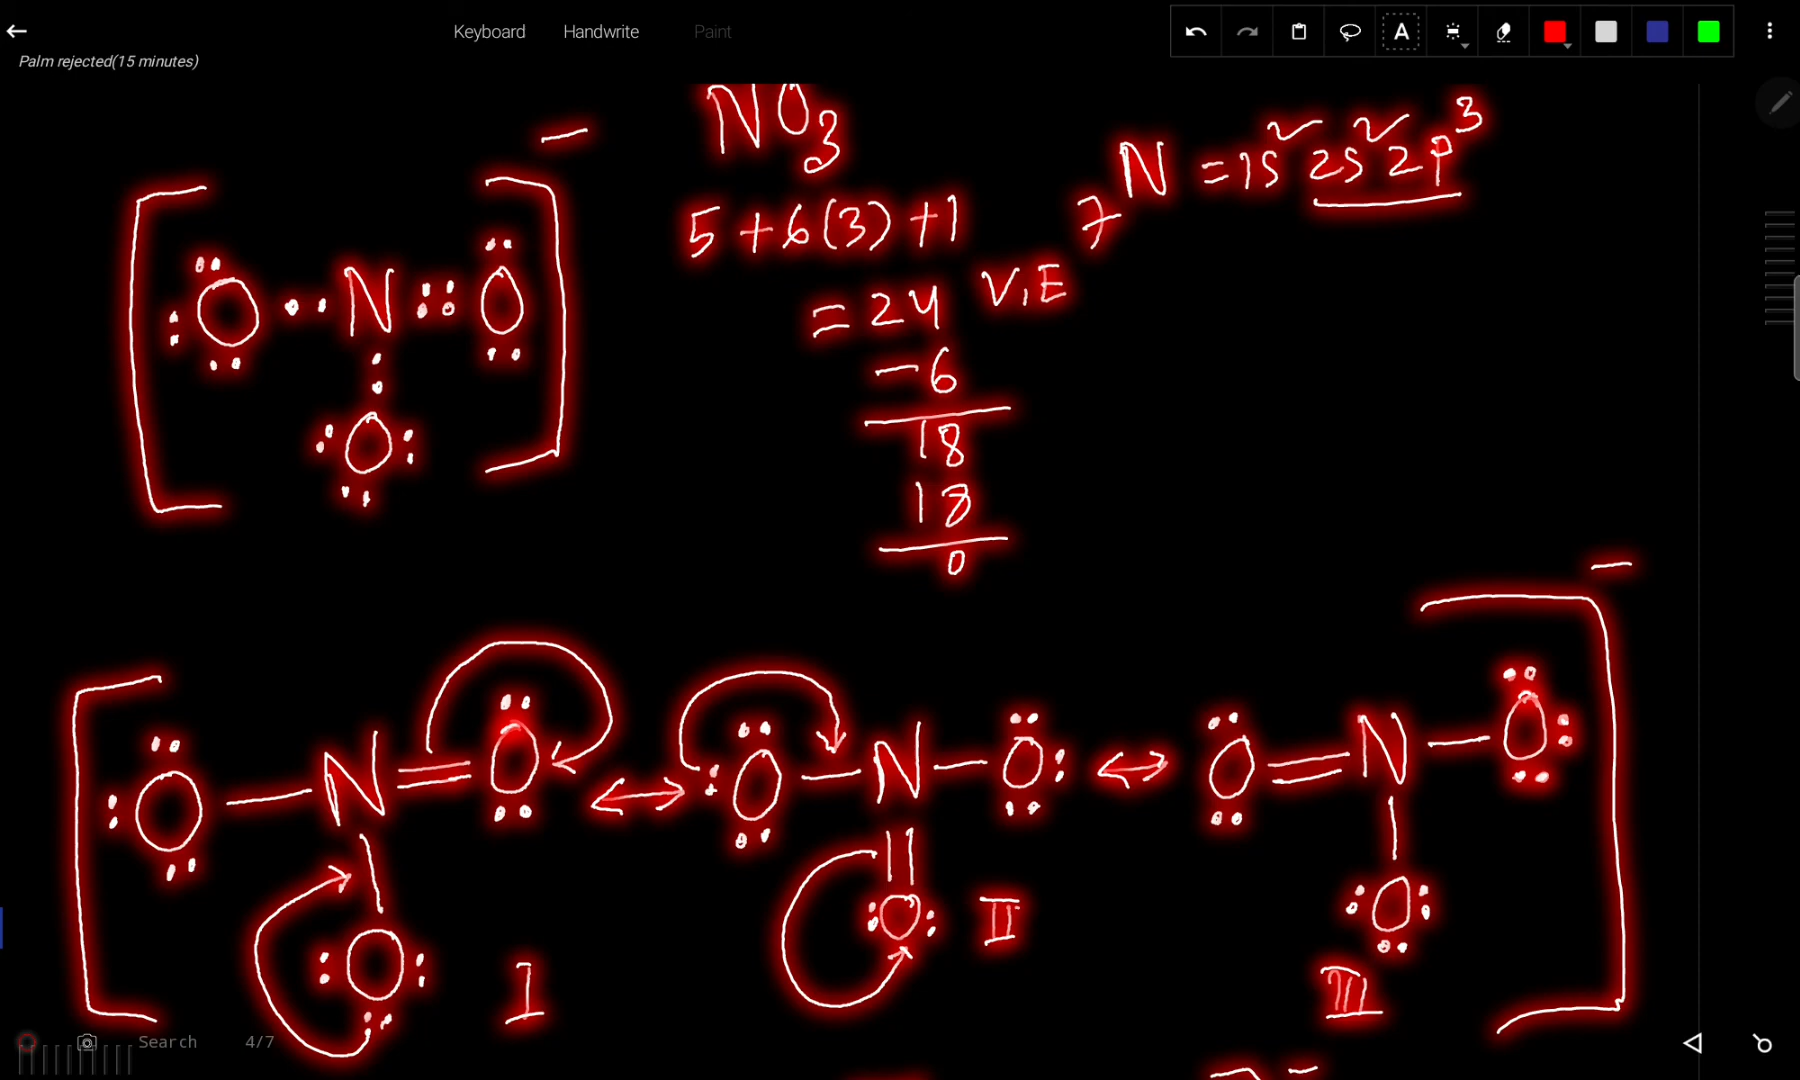 Keyboard Handwrite Paint A
Palm rejected(15 minutes)
NO3
7N = 1s² 2s² 2p³
5 + 6(3) + 1
= 24 V.E
- 6
18
18
0
[O N O]−
O
[O — N = O ↔ O — N — O ↔ O = N — O]−
O O O
I II III
Search 4/7